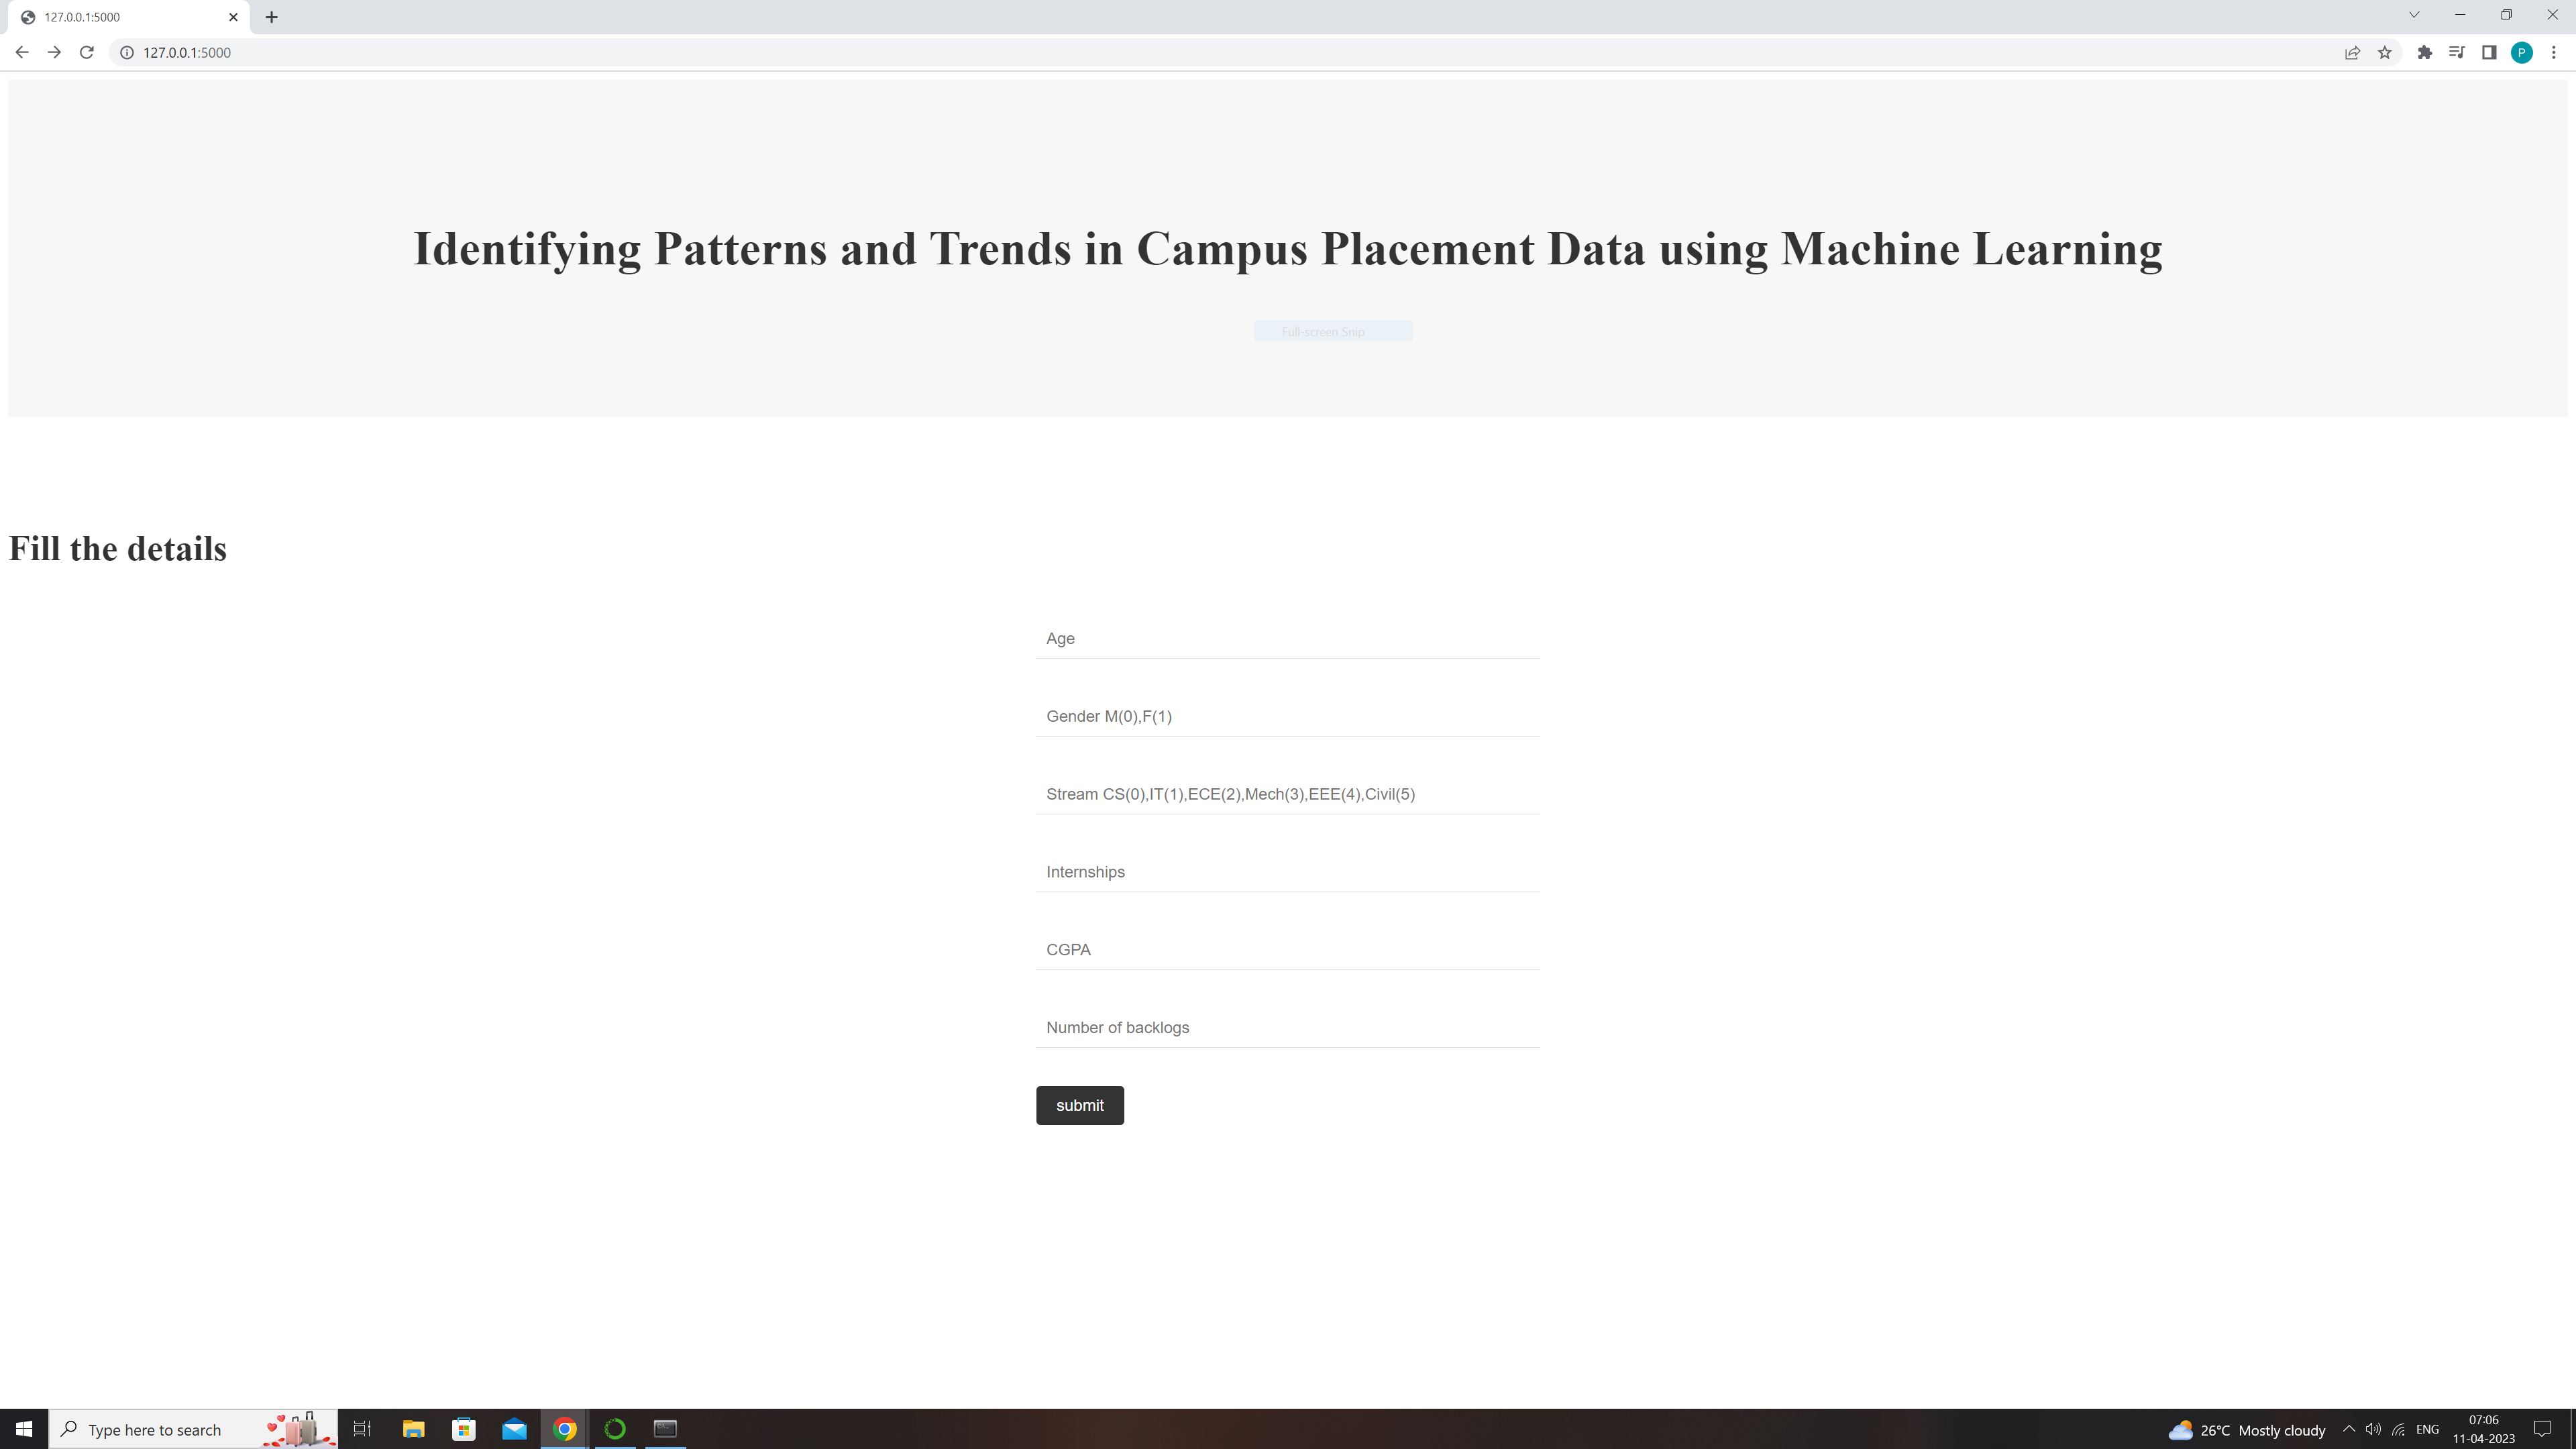 127.0.0.1:5000
127.0.0.1:5000
P
Identifying Patterns and Trends in Campus Placement Data using Machine Learning
Full-screen Snip
Fill the details
Age
Gender M(0),F(1)
Stream CS(0),IT(1),ECE(2),Mech(3),EEE(4),Civil(5)
Internships
CGPA
Number of backlogs
submit
Type here to search
26°C Mostly cloudy
ENG
07:06
11-04-2023